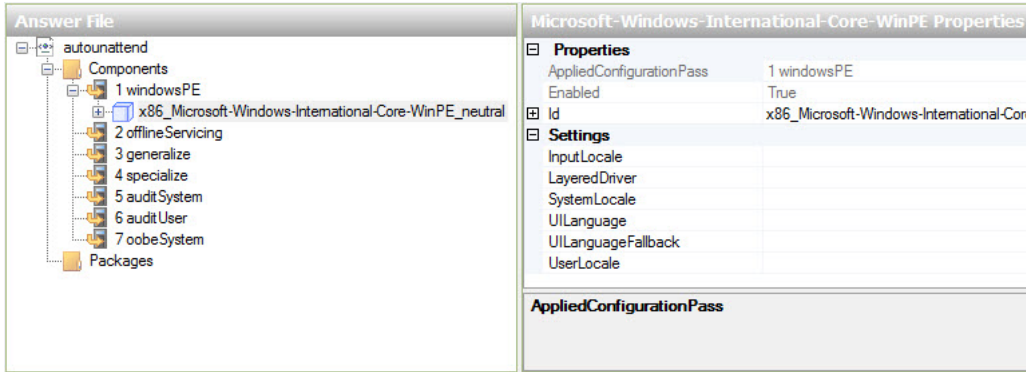 Answer File
autounattend
Components
1 windowsPE
x86_Microsoft-Windows-International-Core-WinPE_neutral
2 offlineServicing
3 generalize
4 specialize
5 auditSystem
6 auditUser
7 oobeSystem
Packages
Microsoft-Windows-International-Core-WinPE Properties
Properties
AppliedConfigurationPass 1 windowsPE
Enabled True
Id x86_Microsoft-Windows-International-Cor
Settings
InputLocale
LayeredDriver
SystemLocale
UILanguage
UILanguageFallback
UserLocale
AppliedConfigurationPass